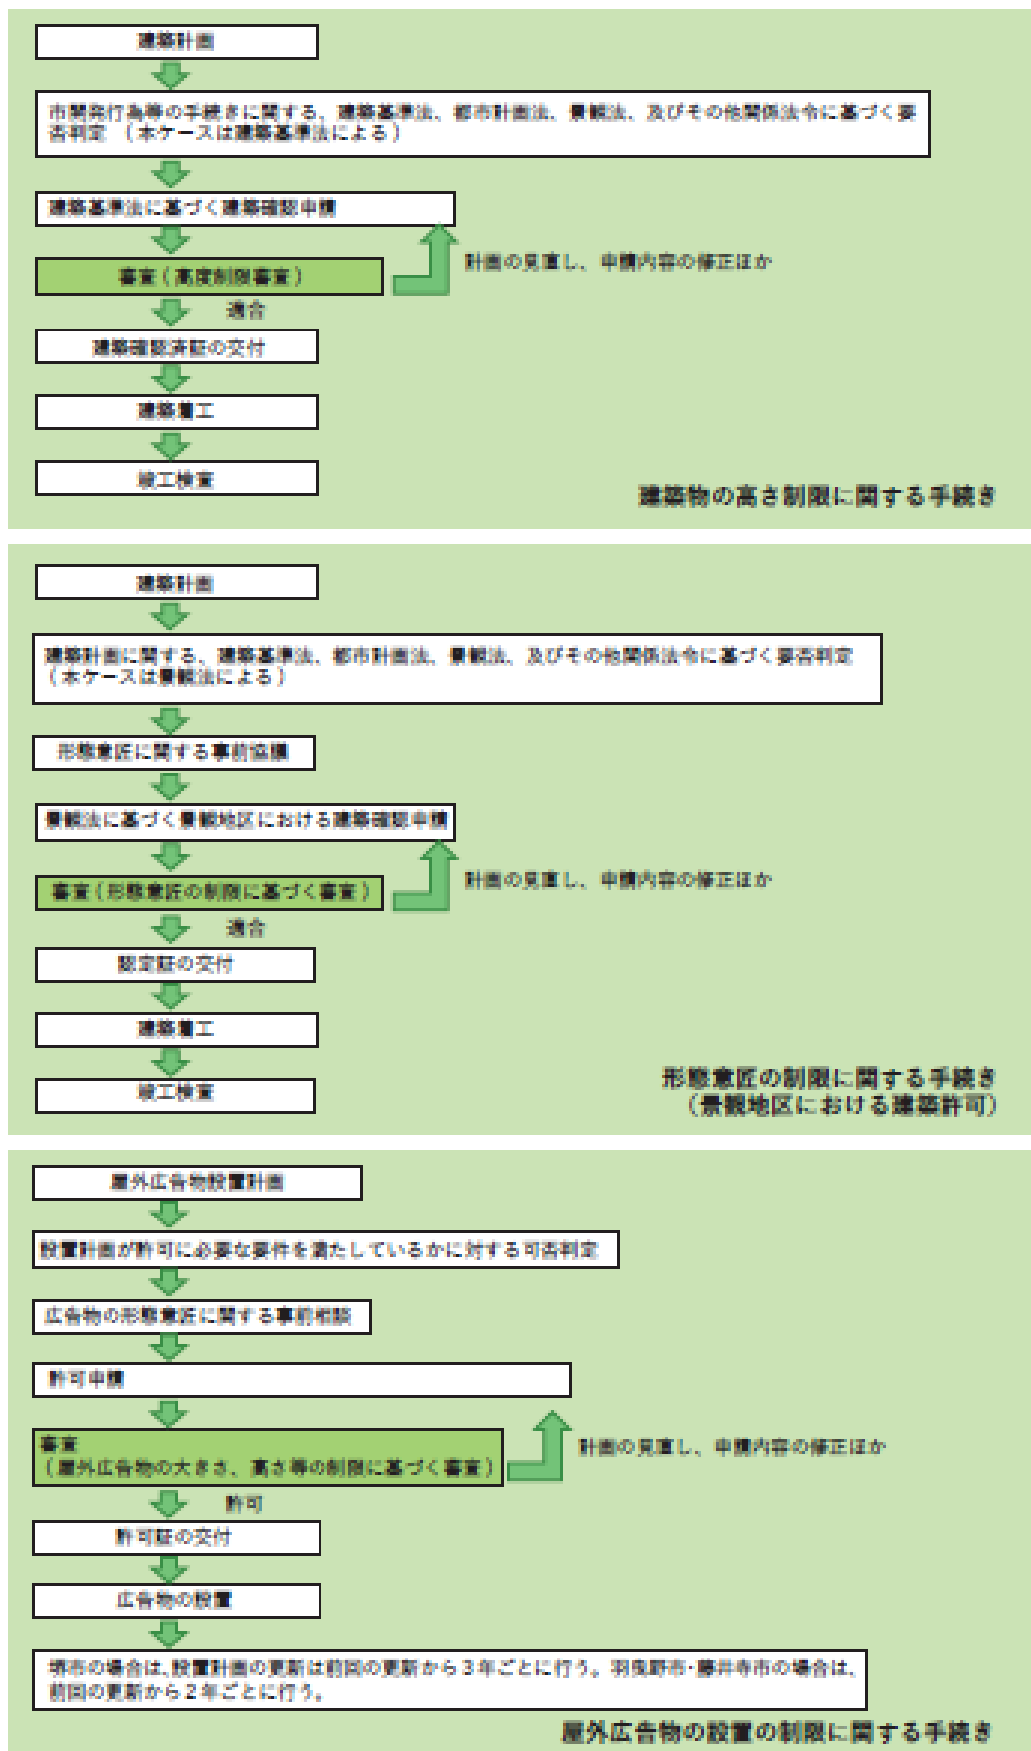 建築計画
市開発行為等の手続きに関する、建築基準法、都市計画法、景観法、及びその他関係法令に基づく要
否判定 （本ケースは建築基準法による）
建築基準法に基づく建築確認申請
計画の見直し、申請内容の修正ほか
審査（高度制限審査）
適合
建築確認済証の交付
建築着工
竣工検査
建築物の高さ制限に関する手続き
建築計画
建築計画に関する、建築基準法、都市計画法、景観法、及びその他関係法令に基づく要否判定
（本ケースは景観法による）
形態意匠に関する事前協議
景観法に基づく景観地区における建築確認申請
計画の見直し、申請内容の修正ほか
審査（形態意匠の制限に基づく審査）
適合
認定証の交付
建築着工
竣工検査
形態意匠の制限に関する手続き
（景観地区における建築許可）
屋外広告物設置計画
設置計画が許可に必要な要件を満たしているかに対する可否判定
広告物の形態意匠に関する事前相談
許可申請
計画の見直し、申請内容の修正ほか
審査
（屋外広告物の大きさ、高さ等の制限に基づく審査）
許可
許可証の交付
広告物の設置
堺市の場合は、設置計画の更新は前回の更新から３年ごとに行う。羽曳野市・藤井寺市の場合は、
前回の更新から２年ごとに行う。
屋外広告物の設置の制限に関する手続き